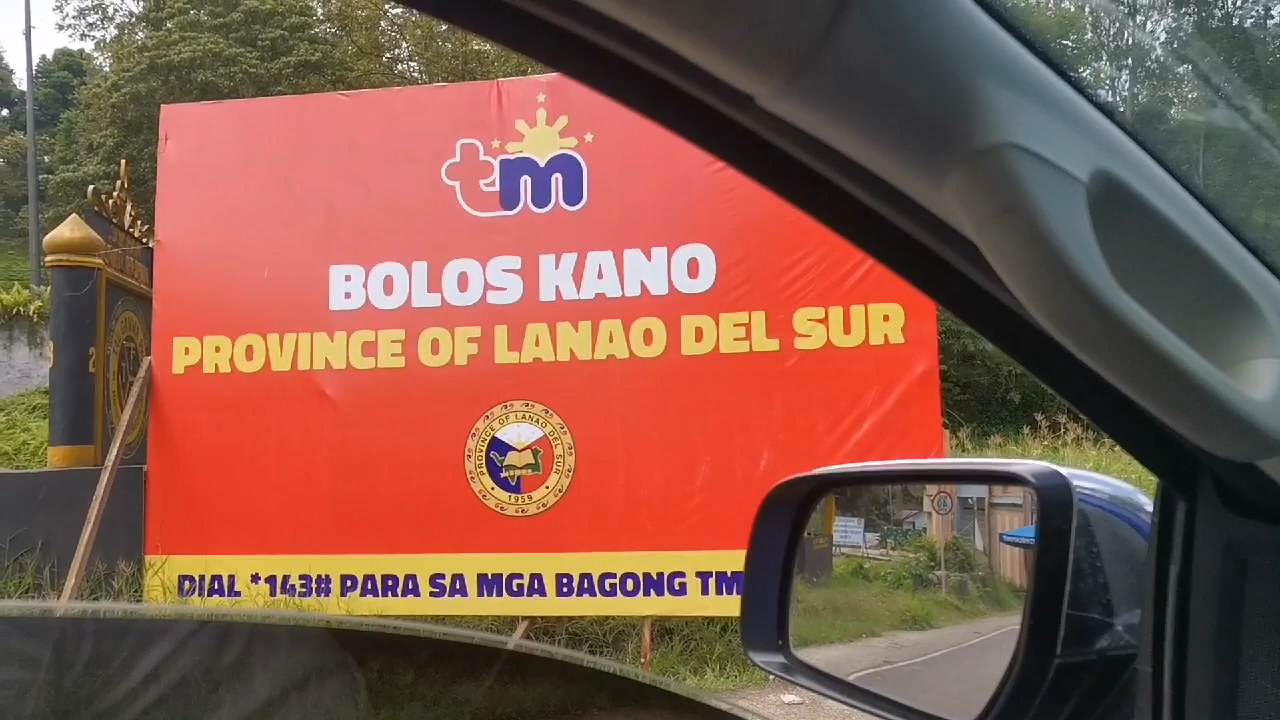 tm
BOLOS KANO
PROVINCE OF LANAO DEL SUR
PROVINCE OF LANAO DEL SUR
1959
DIAL *143# PARA SA MGA BAGONG TM